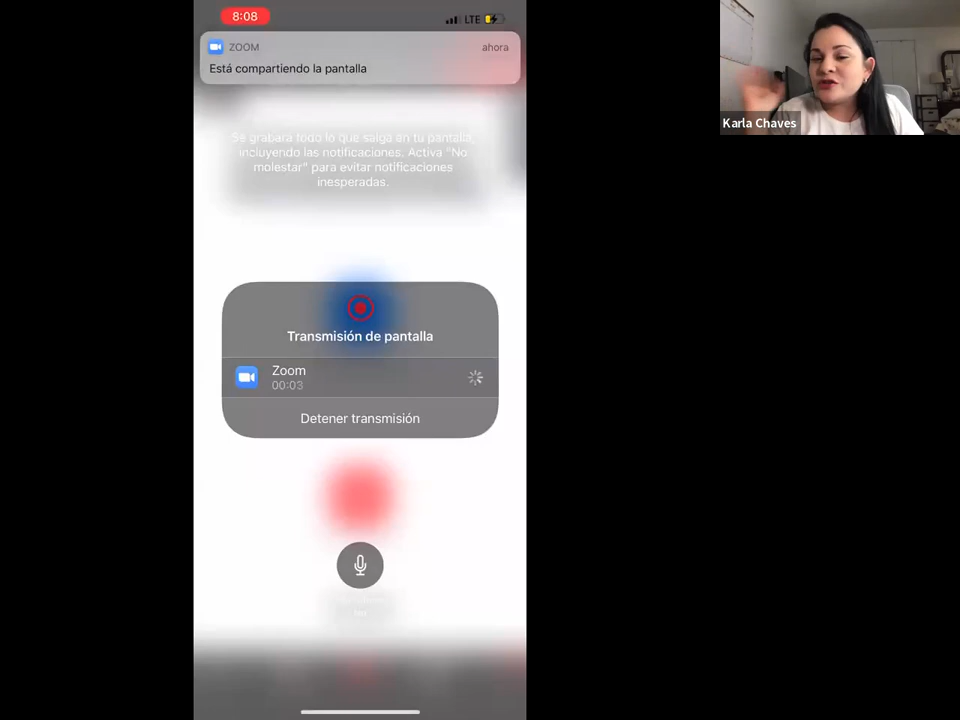 8:08
LTE
ZOOM
ahora
Está compartiendo la pantalla
Se grabará todo lo que salga en tu pantalla,
incluyendo las notificaciones. Activa "No
molestar" para evitar notificaciones
inesperadas.
Transmisión de pantalla
Zoom
00:03
Detener transmisión
Karla Chaves